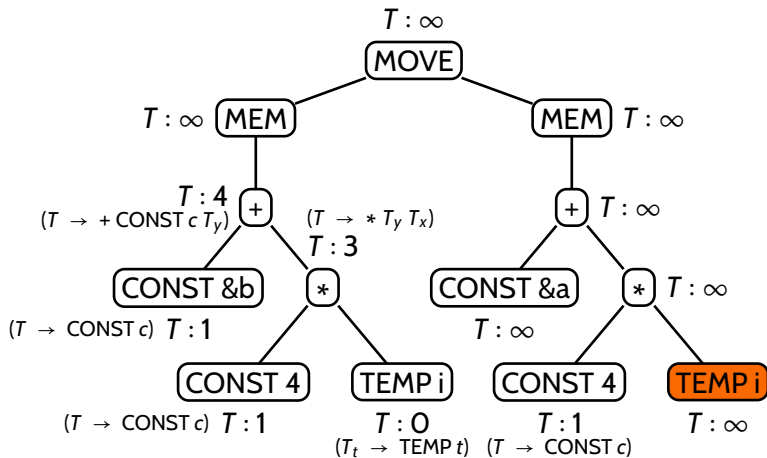 T : ∞
MOVE
T : ∞ MEM MEM T : ∞
T : 4
(T → + CONST c T_y) + (T → * T_y T_x) + T : ∞
T : 3
CONST &b * CONST &a * T : ∞
(T → CONST c) T : 1 T : ∞
CONST 4 TEMP i CONST 4 TEMP i
(T → CONST c) T : 1 T : 0 T : 1 T : ∞
(T_t → TEMP t) (T → CONST c)